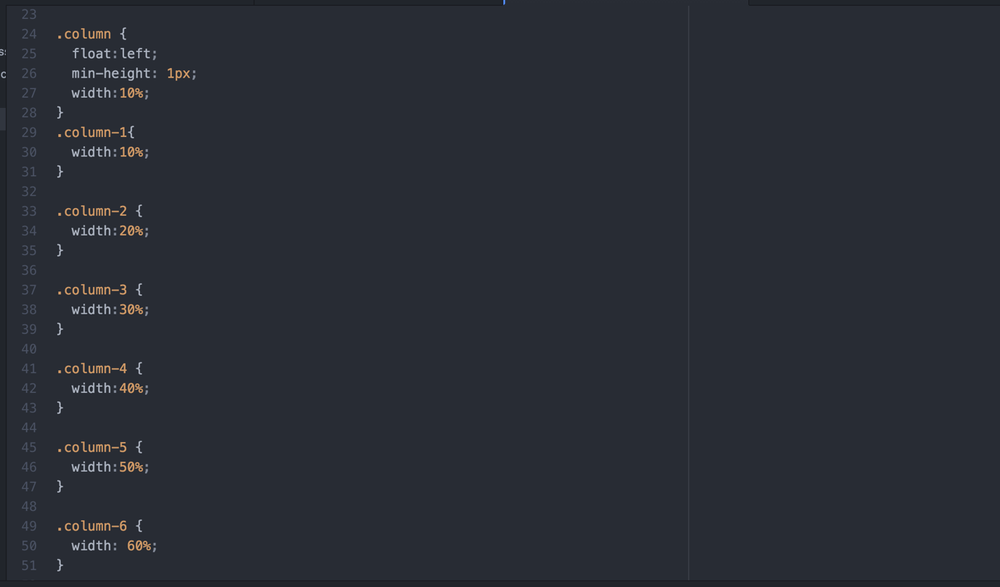 23
24 .column {
25 float:left;
26 min-height: 1px;
27 width:10%;
28 }
29 .column-1{
30 width:10%;
31 }
32
33 .column-2 {
34 width:20%;
35 }
36
37 .column-3 {
38 width:30%;
39 }
40
41 .column-4 {
42 width:40%;
43 }
44
45 .column-5 {
46 width:50%;
47 }
48
49 .column-6 {
50 width: 60%;
51 }